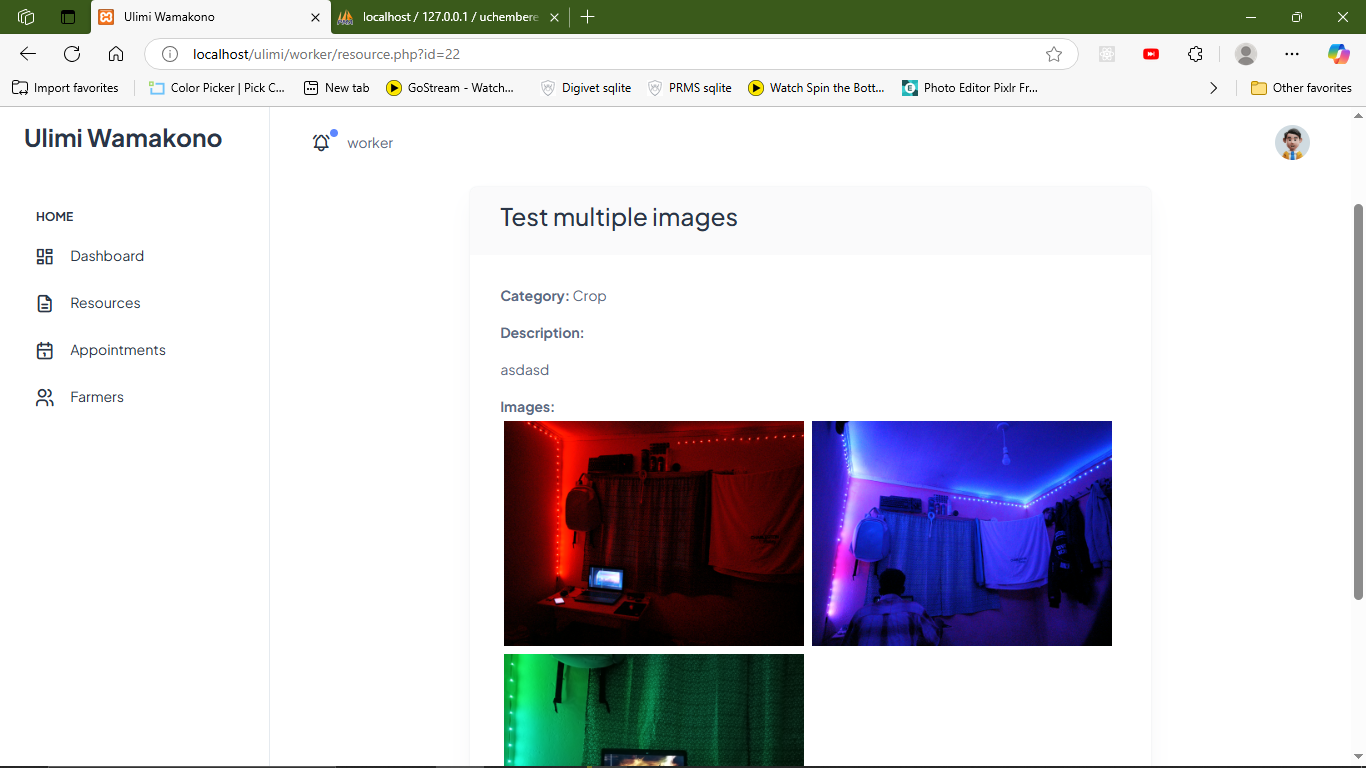 Ulimi Wamakono
localhost / 127.0.0.1 / uchembere
localhost/ulimi/worker/resource.php?id=22
Import favorites
Color Picker | Pick C...
New tab
GoStream - Watch...
Digivet sqlite
PRMS sqlite
Watch Spin the Bott...
Photo Editor Pixlr Fr...
Other favorites
Ulimi Wamakono
worker
HOME
Dashboard
Resources
Appointments
Farmers
Test multiple images
Category: Crop
Description:
asdasd
Images: